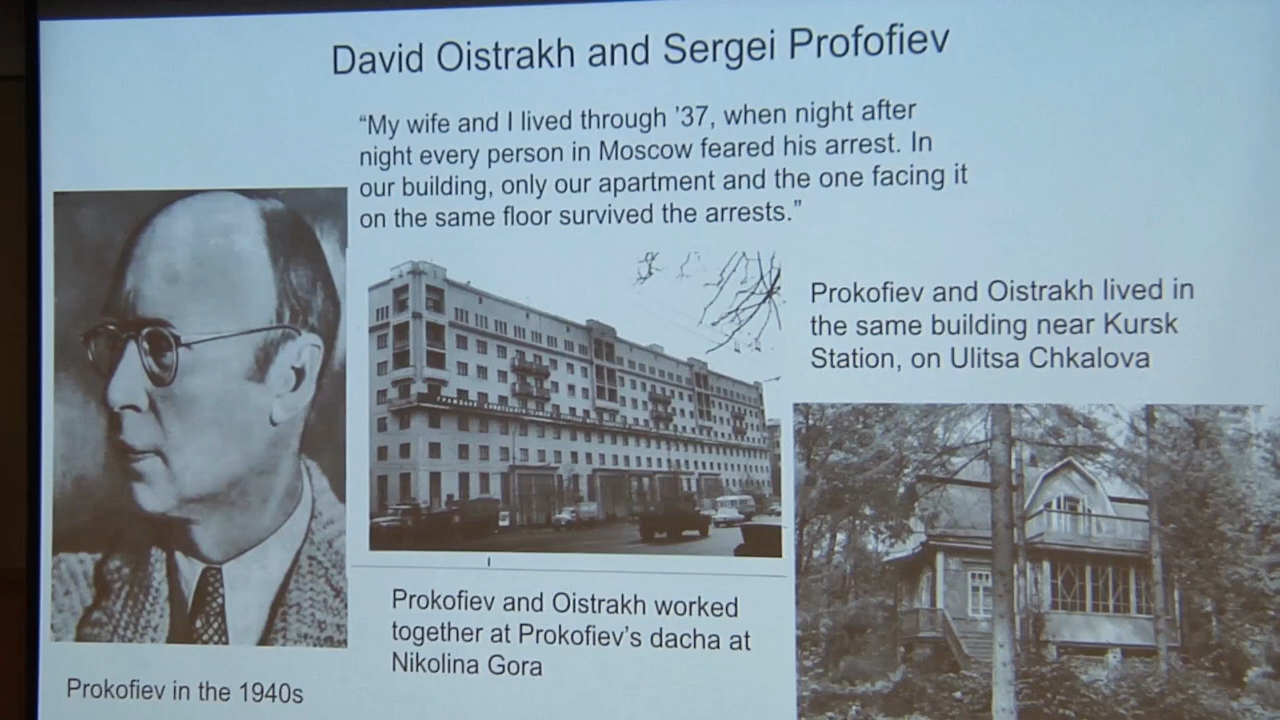 David Oistrakh and Sergei Profofiev
“My wife and I lived through ’37, when night after
night every person in Moscow feared his arrest. In
our building, only our apartment and the one facing it
on the same floor survived the arrests.”
Prokofiev and Oistrakh lived in
the same building near Kursk
Station, on Ulitsa Chkalova
Prokofiev and Oistrakh worked
together at Prokofiev’s dacha at
Nikolina Gora
Prokofiev in the 1940s